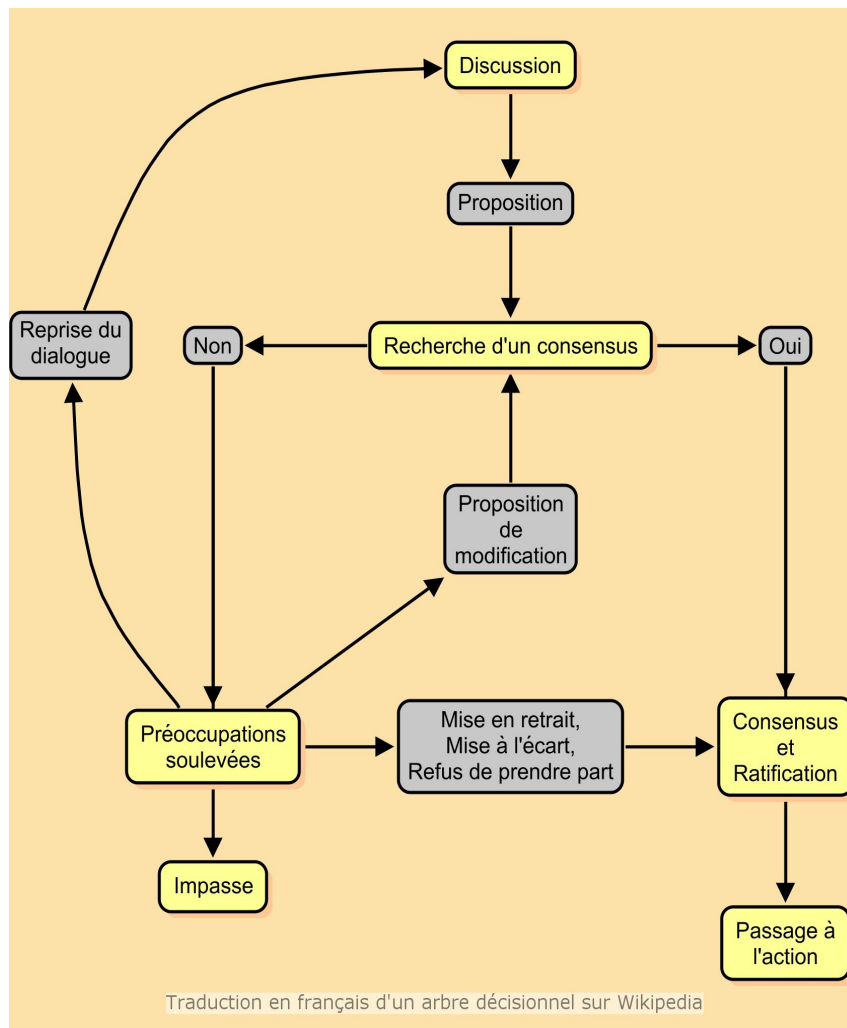 Discussion
Proposition
Reprise du
dialogue
Non
Recherche d'un consensus
Oui
Proposition
de
modification
Préoccupations
soulevées
Mise en retrait,
Mise à l'écart,
Refus de prendre part
Consensus
et
Ratification
Impasse
Passage à
l'action
Traduction en français d'un arbre décisionnel sur Wikipedia